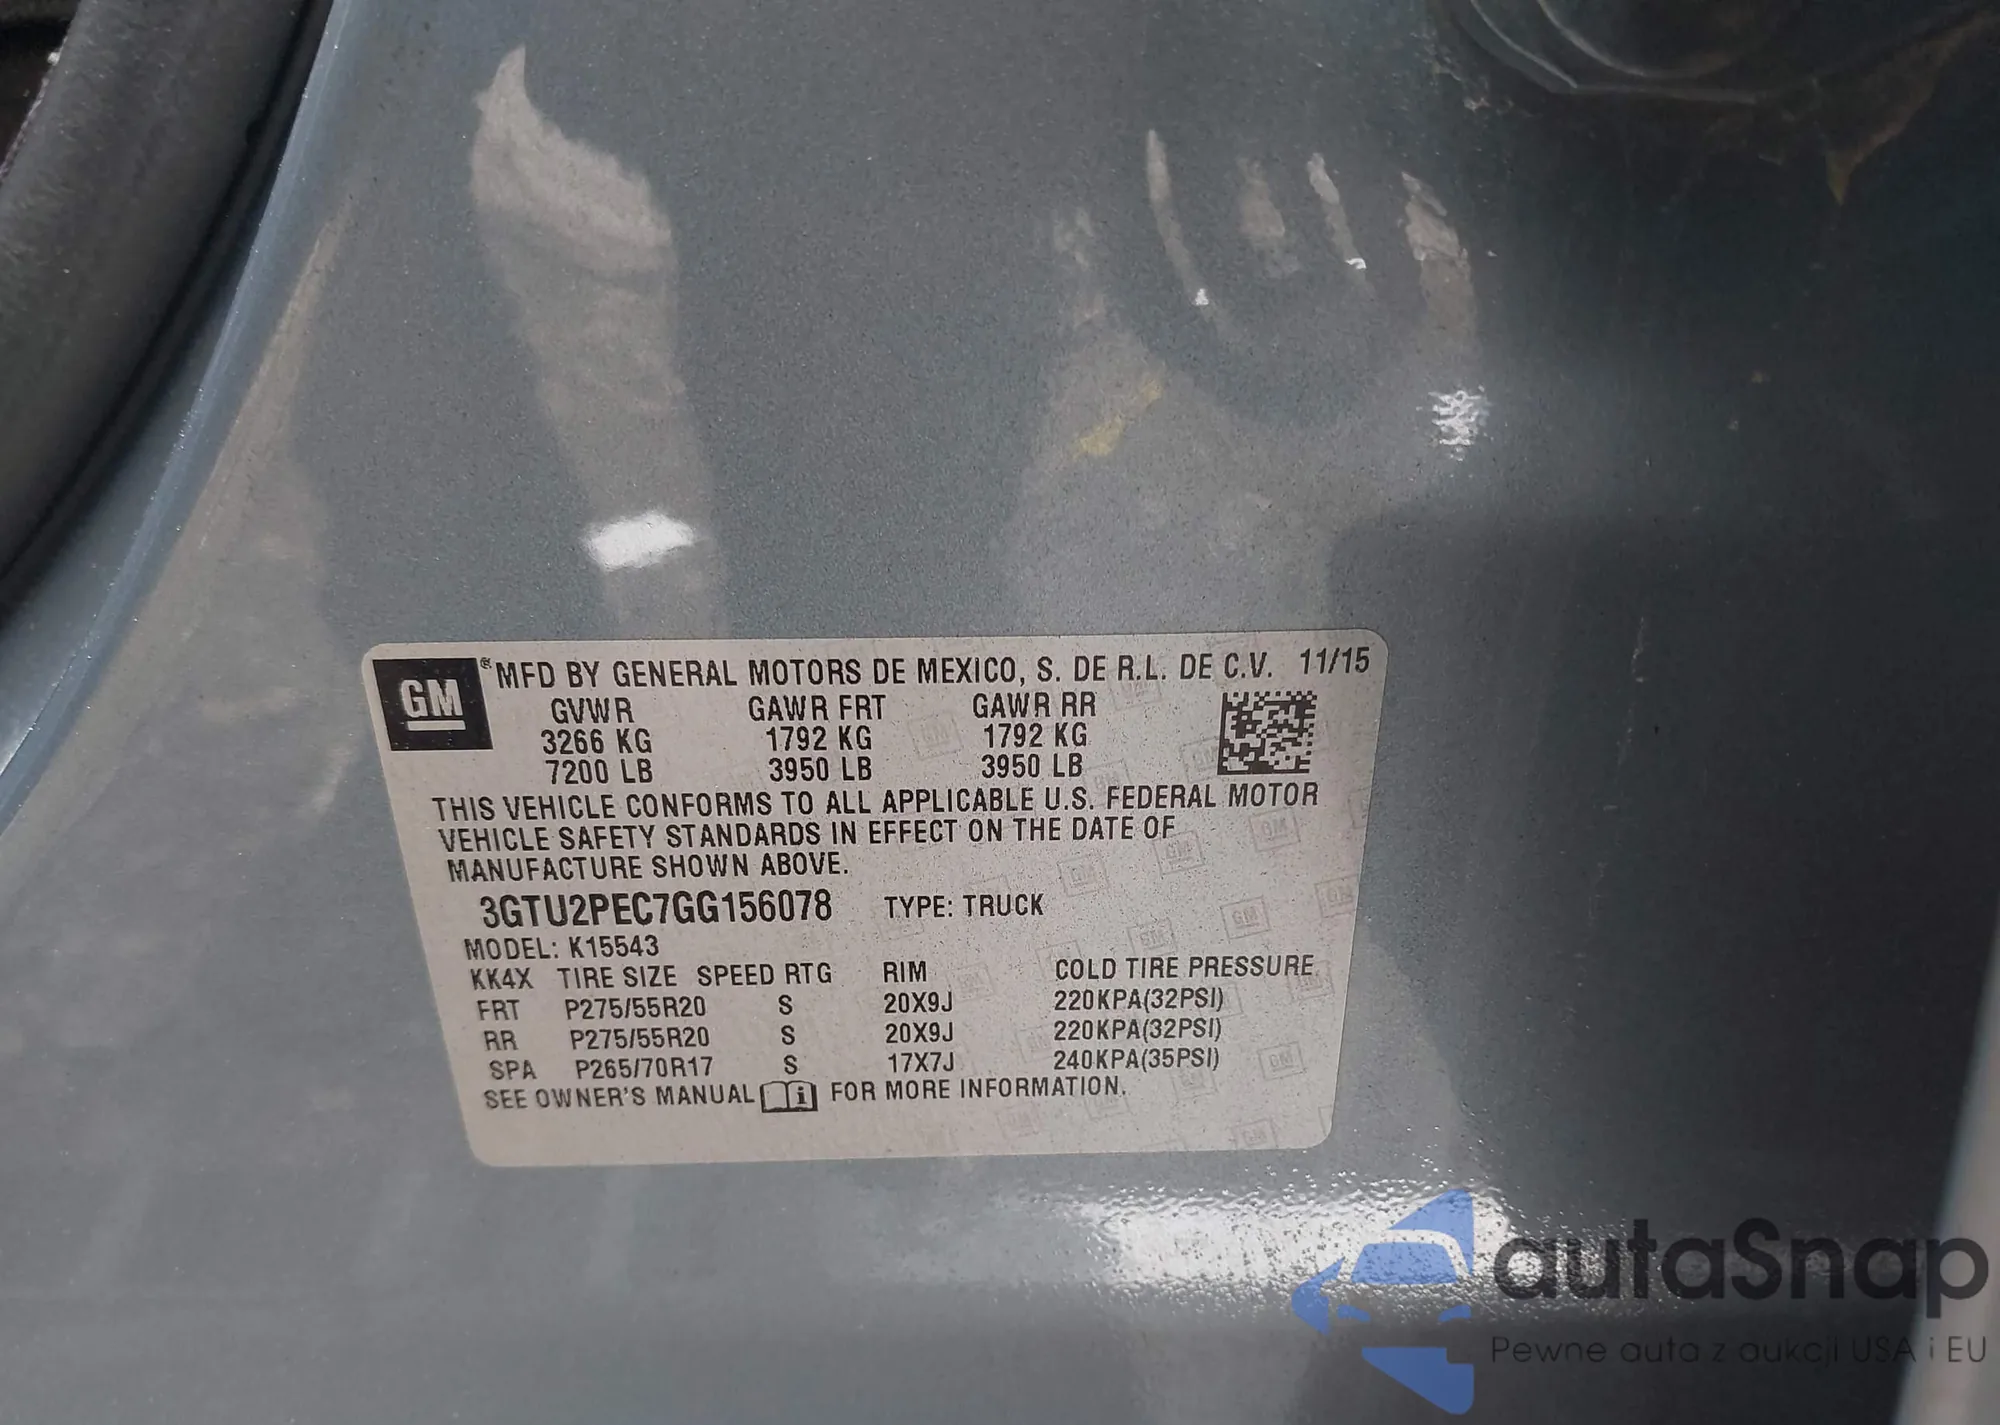 GM ® MFD BY GENERAL MOTORS DE MEXICO, S. DE R.L. DE C.V. 11/15
GVWR GAWR FRT GAWR RR
3266 KG 1792 KG 1792 KG
7200 LB 3950 LB 3950 LB
THIS VEHICLE CONFORMS TO ALL APPLICABLE U.S. FEDERAL MOTOR
VEHICLE SAFETY STANDARDS IN EFFECT ON THE DATE OF
MANUFACTURE SHOWN ABOVE.
3GTU2PEC7GG156078 TYPE: TRUCK
MODEL: K15543
KK4X TIRE SIZE SPEED RTG RIM COLD TIRE PRESSURE
FRT P275/55R20 S 20X9J 220KPA(32PSI)
RR P275/55R20 S 20X9J 220KPA(32PSI)
SPA P265/70R17 S 17X7J 240KPA(35PSI)
SEE OWNER'S MANUAL i FOR MORE INFORMATION.
autaSnap
Pewne auta z aukcji USA i EU